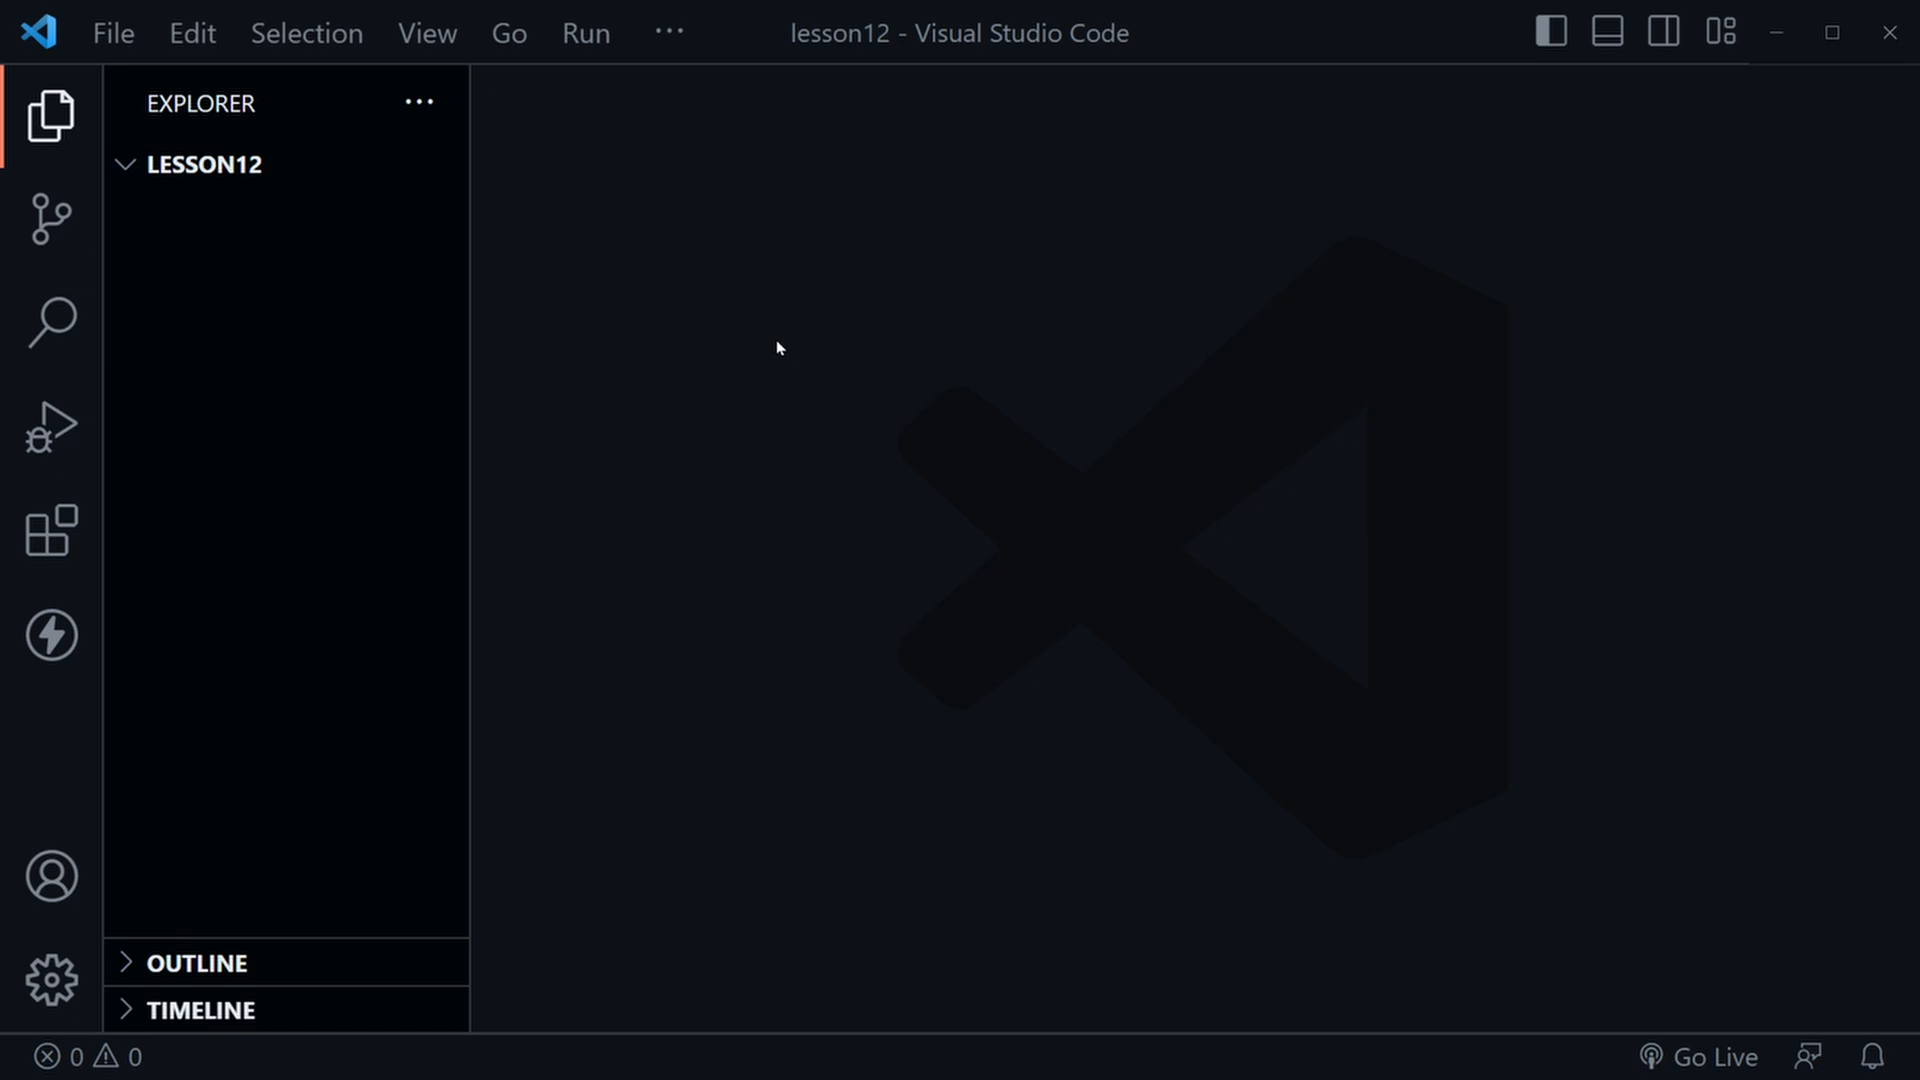 File Edit Selection View Go Run ··· lesson12 - Visual Studio Code
EXPLORER ···
LESSON12
OUTLINE
TIMELINE
0 0 Go Live